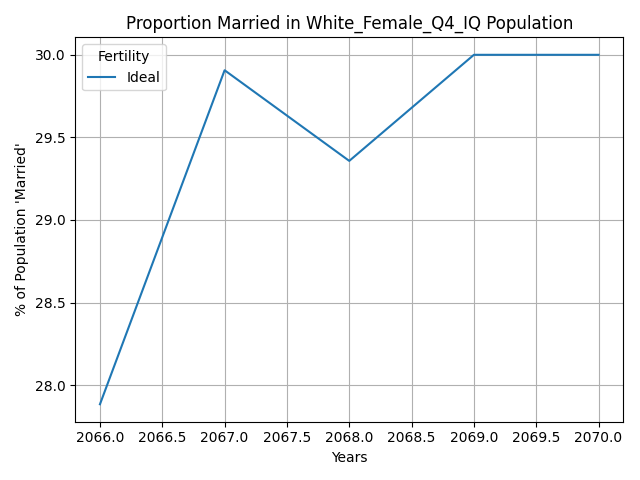 Proportion Married in White_Female_Q4_IQ Population
Fertility
Ideal
% of Population 'Married'
30.0
29.5
29.0
28.5
28.0
2066.0 2066.5 2067.0 2067.5 2068.0 2068.5 2069.0 2069.5 2070.0
Years